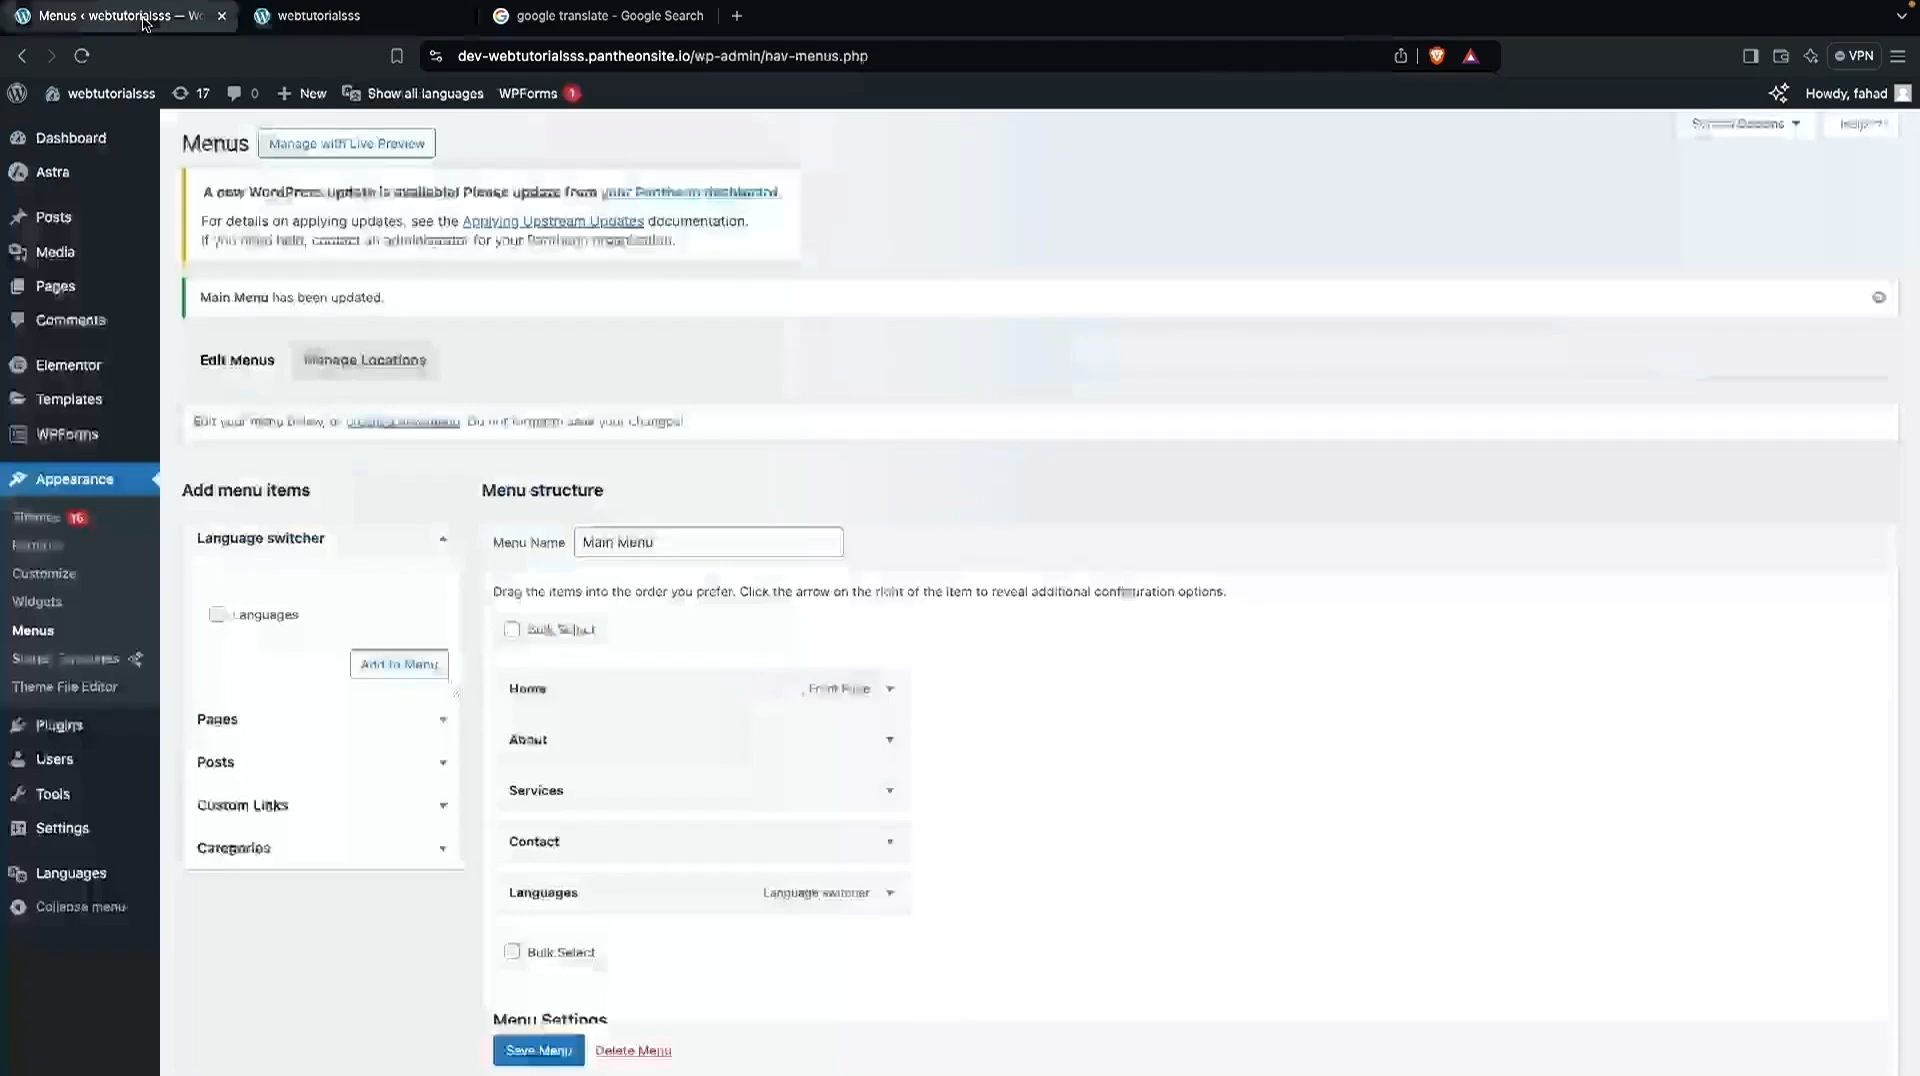 Menus ‹ webtutorialsss — Wo
webtutorialsss
google translate - Google Search
dev-webtutorialsss.pantheonsite.io/wp-admin/nav-menus.php
VPN
webtutorialsss
17
0
New
Show all languages
WPForms
1
Howdy, fahad
Dashboard
Astra
Posts
Media
Pages
Comments
Elementor
Templates
WPForms
Appearance
Themes 16
Customize
Widgets
Menus
Theme File Editor
Plugins
Users
Tools
Settings
Languages
Collapse menu
Menus
Manage with Live Preview
Screen Options
Help
A new WordPress update is available! Please update from your Pantheon dashboard.
For details on applying updates, see the Applying Upstream Updates documentation.
If you need help, contact an administrator for your Pantheon organization.
Main Menu has been updated.
Edit Menus
Manage Locations
Edit your menu below, or create a new menu. Do not forget to save your changes!
Add menu items
Language switcher
Languages
Add to Menu
Pages
Posts
Custom Links
Categories
Menu structure
Menu Name
Main Menu
Drag the items into the order you prefer. Click the arrow on the right of the item to reveal additional configuration options.
Bulk Select
Home
Front Page
About
Services
Contact
Languages
Language switcher
Bulk Select
Menu Settings
Save Menu
Delete Menu